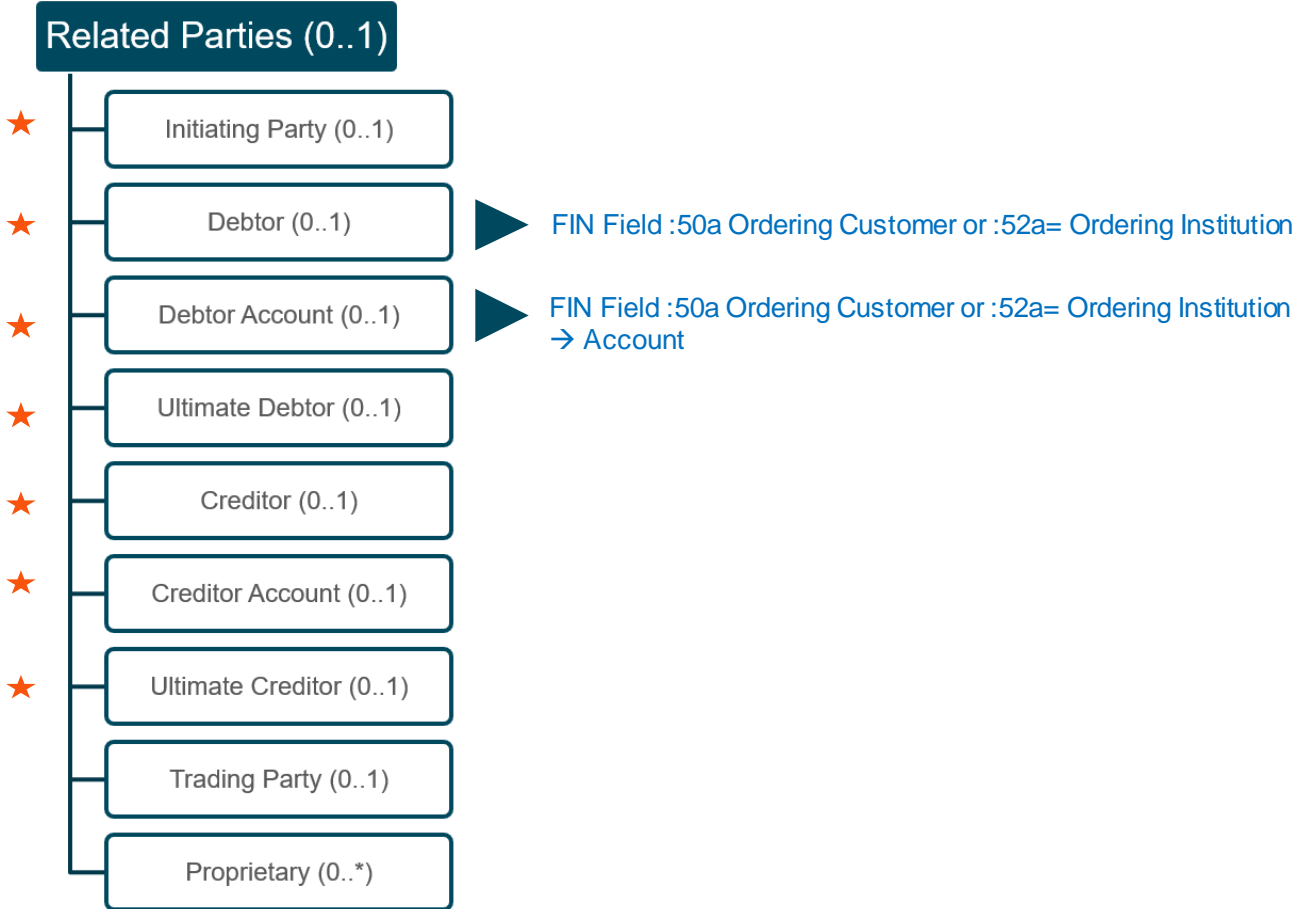 Related Parties (0..1)
Initiating Party (0..1)
Debtor (0..1)
FIN Field :50a Ordering Customer or :52a= Ordering Institution
Debtor Account (0..1)
FIN Field :50a Ordering Customer or :52a= Ordering Institution
→ Account
Ultimate Debtor (0..1)
Creditor (0..1)
Creditor Account (0..1)
Ultimate Creditor (0..1)
Trading Party (0..1)
Proprietary (0..*)